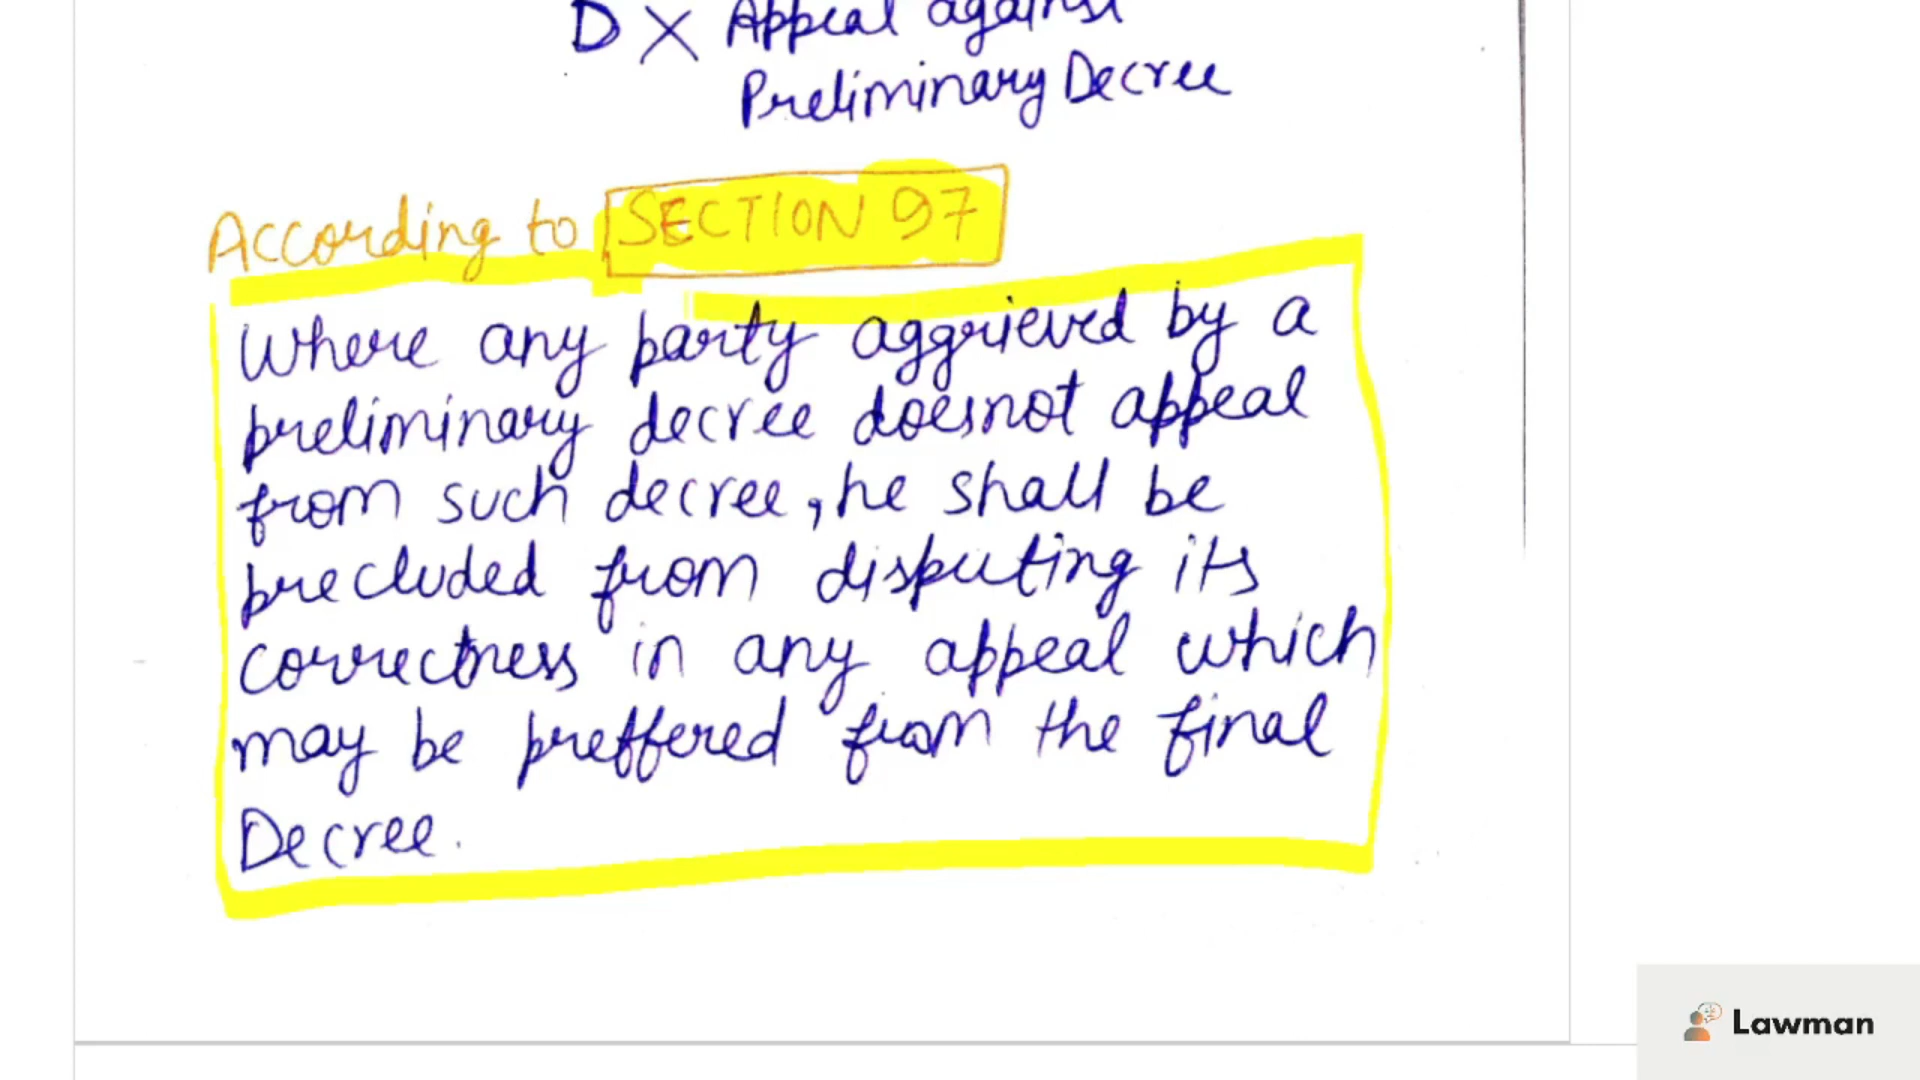 D X Appeal against
Preliminary Decree
According to SECTION 97
Where any party aggrieved by a
preliminary decree doesnot appeal
from such decree, he shall be
precluded from disputing its
correctness in any appeal which
may be preffered from the final
Decree.
Lawman